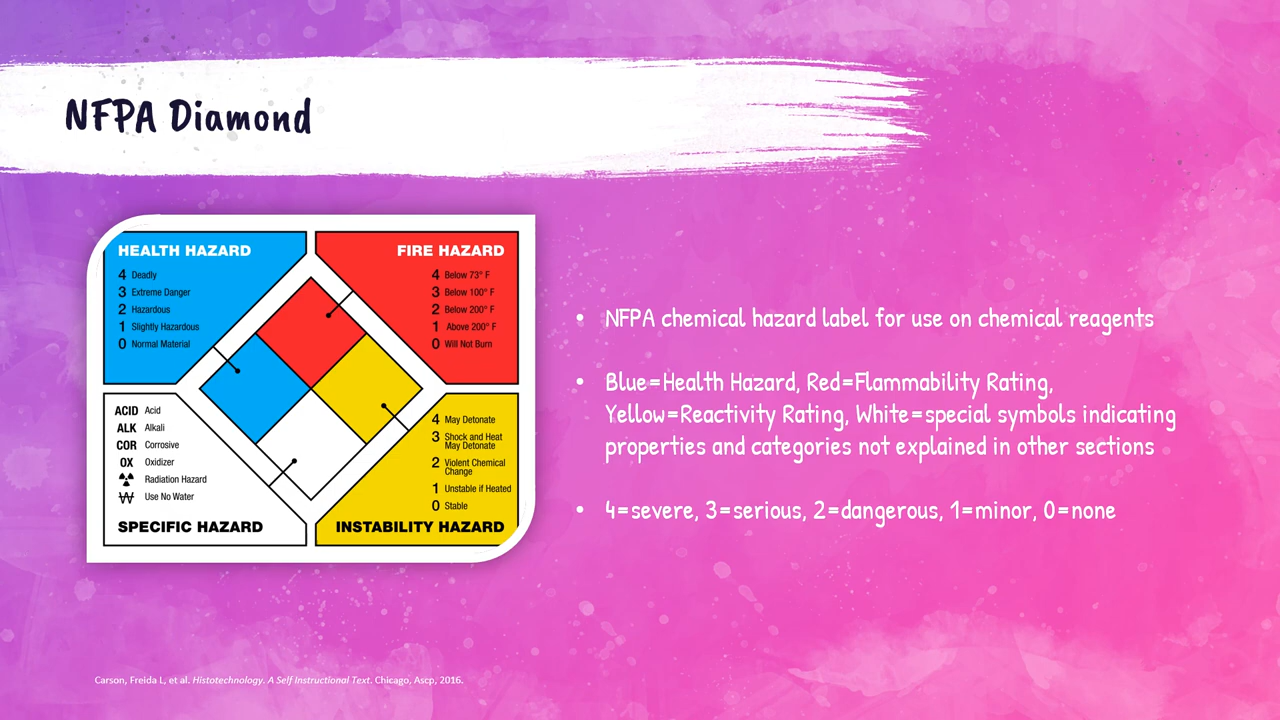 NFPA Diamond
HEALTH HAZARD
4 Deadly
3 Extreme Danger
2 Hazardous
1 Slightly Hazardous
0 Normal Material
FIRE HAZARD
4 Below 73° F
3 Below 100° F
2 Below 200° F
1 Above 200° F
0 Will Not Burn
ACID Acid
ALK Alkali
COR Corrosive
OX Oxidizer
Radiation Hazard
W Use No Water
SPECIFIC HAZARD
4 May Detonate
3 Shock and Heat
May Detonate
2 Violent Chemical
Change
1 Unstable if Heated
0 Stable
INSTABILITY HAZARD
• NFPA chemical hazard label for use on chemical reagents
• Blue=Health Hazard, Red=Flammability Rating,
Yellow=Reactivity Rating, White=special symbols indicating
properties and categories not explained in other sections
• 4=severe, 3=serious, 2=dangerous, 1=minor, 0=none
Carson, Freida L, et al. Histotechnology. A Self Instructional Text. Chicago, Ascp, 2016.